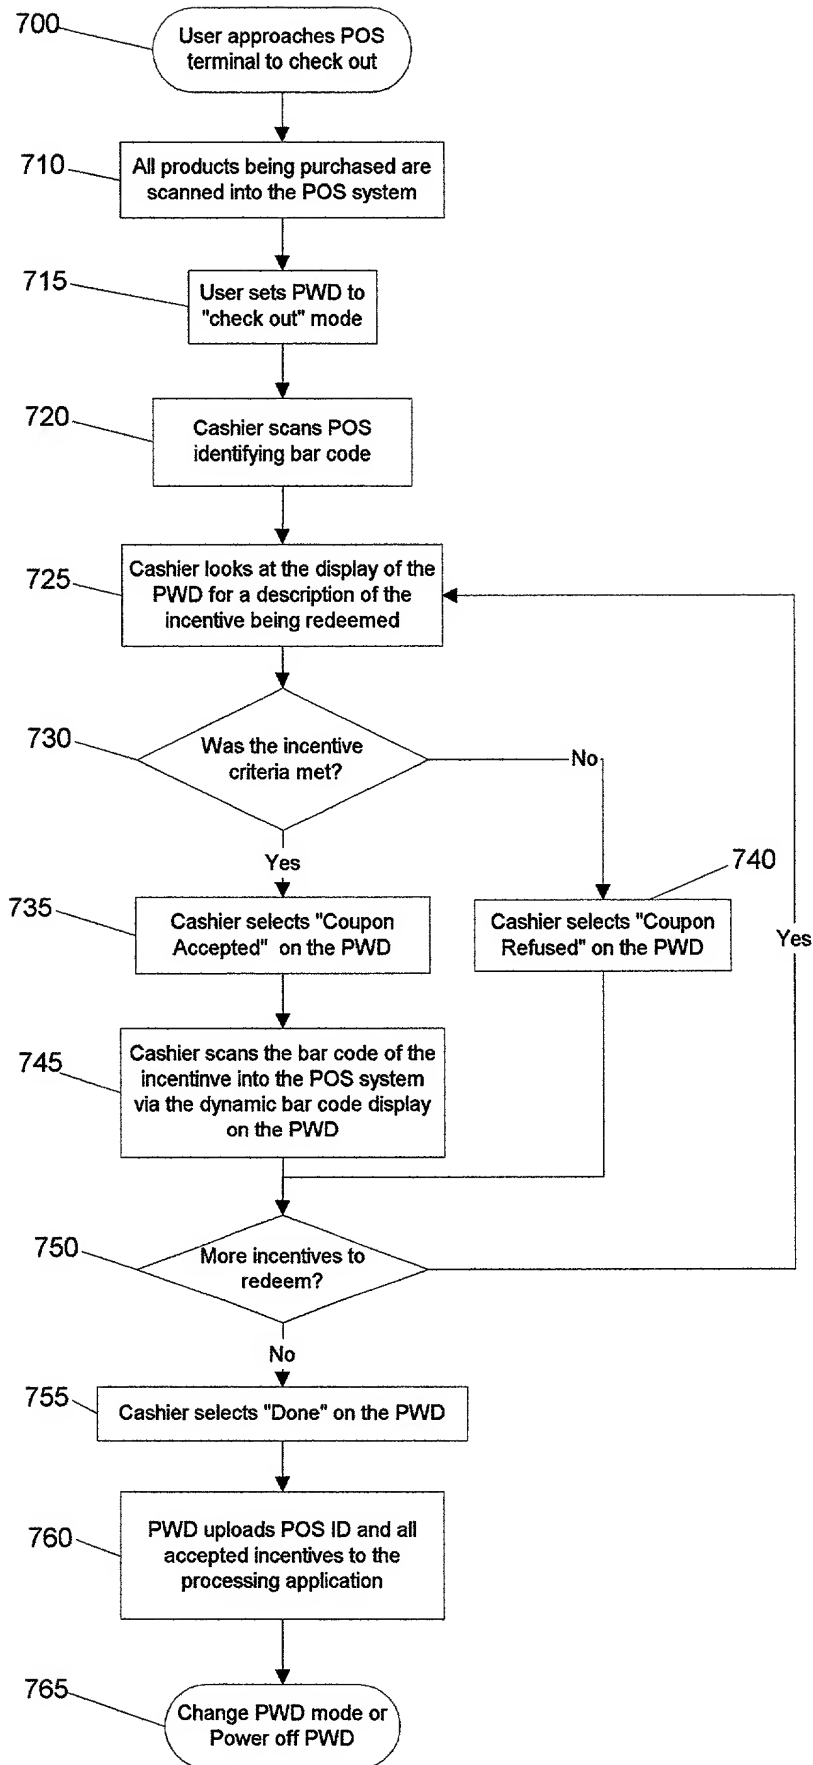 700
User approaches POS
terminal to check out
710
All products being purchased are
scanned into the POS system
715
User sets PWD to
"check out" mode
720
Cashier scans POS
identifying bar code
725
Cashier looks at the display of the
PWD for a description of the
incentive being redeemed
730
Was the incentive
criteria met?
No
Yes
740
735
Cashier selects "Coupon
Accepted" on the PWD
Cashier selects "Coupon
Refused" on the PWD
Yes
745
Cashier scans the bar code of the
incentinve into the POS system
via the dynamic bar code display
on the PWD
750
More incentives to
redeem?
No
755
Cashier selects "Done" on the PWD
760
PWD uploads POS ID and all
accepted incentives to the
processing application
765
Change PWD mode or
Power off PWD